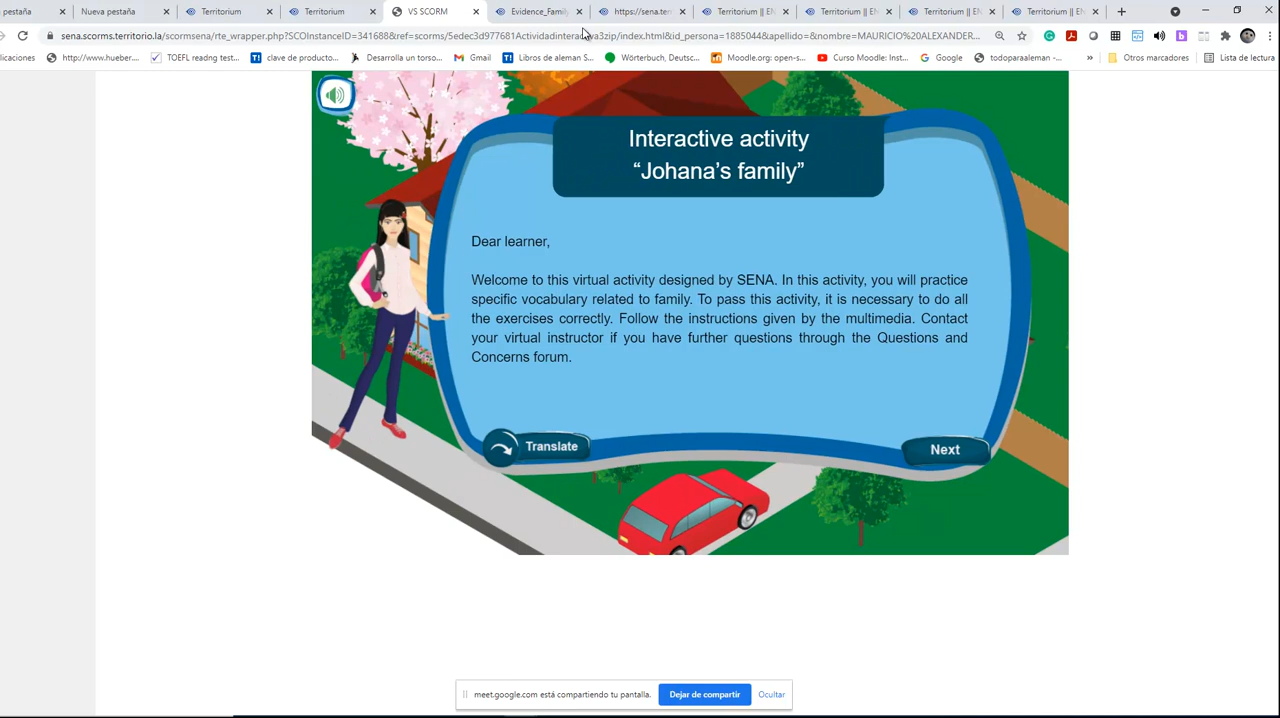 pestaña
Nueva pestaña
Territorium
Territorium
VS SCORM
Evidence_Family
https://sena.ter
Territorium || EN
Territorium || EN
Territorium || EN
Territorium || EN
sena.scorms.territorio.la/scormsena/rte_wrapper.php?SCOInstanceID=341688&ref=scorms/5edec3d977681Actividadinteractiva3zip/index.html&id_persona=1885044&apellido=&nombre=MAURICIO%20ALEXANDER...
licaciones
http://www.hueber....
TOEFL readng test...
clave de producto...
Desarrolla un torso...
Gmail
Libros de aleman S...
Wörterbuch, Deutsc...
Moodle.org: open-s...
Curso Moodle: Inst...
Google
todoparaaleman -...
»
Otros marcadores
Lista de lectura
Interactive activity
“Johana’s family”
Dear learner,
Welcome to this virtual activity designed by SENA. In this activity, you will practice
specific vocabulary related to family. To pass this activity, it is necessary to do all
the exercises correctly. Follow the instructions given by the multimedia. Contact
your virtual instructor if you have further questions through the Questions and
Concerns forum.
Translate
Next
meet.google.com está compartiendo tu pantalla.
Dejar de compartir
Ocultar